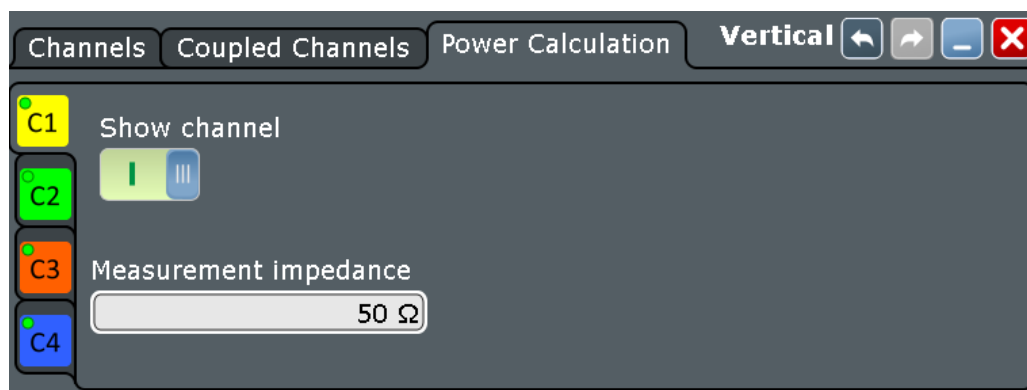 Channels Coupled Channels Power Calculation Vertical
C1
Show channel
C2
C3
Measurement impedance
50 Ω
C4